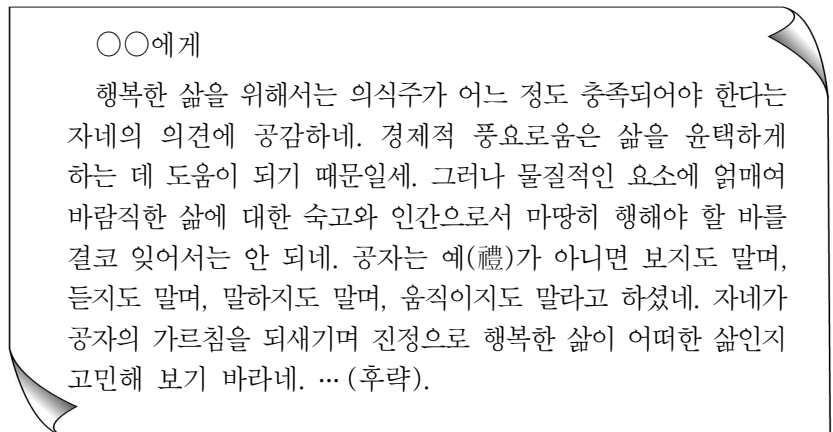 ○○에게
행복한 삶을 위해서는 의식주가 어느 정도 충족되어야 한다는
자네의 의견에 공감하네. 경제적 풍요로움은 삶을 윤택하게
하는 데 도움이 되기 때문일세. 그러나 물질적인 요소에 얽매여
바람직한 삶에 대한 숙고와 인간으로서 마땅히 행해야 할 바를
결코 잊어서는 안 되네. 공자는 예(禮)가 아니면 보지도 말며,
듣지도 말며, 말하지도 말며, 움직이지도 말라고 하셨네. 자네가
공자의 가르침을 되새기며 진정으로 행복한 삶이 어떠한 삶인지
고민해 보기 바라네. … (후략).